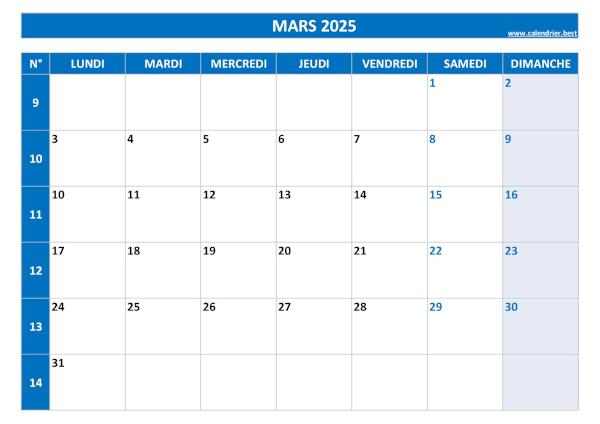 MARS 2025
www.calendrier.best
N° LUNDI MARDI MERCREDI JEUDI VENDREDI SAMEDI DIMANCHE
9 1 2
10 3 4 5 6 7 8 9
11 10 11 12 13 14 15 16
12 17 18 19 20 21 22 23
13 24 25 26 27 28 29 30
14 31